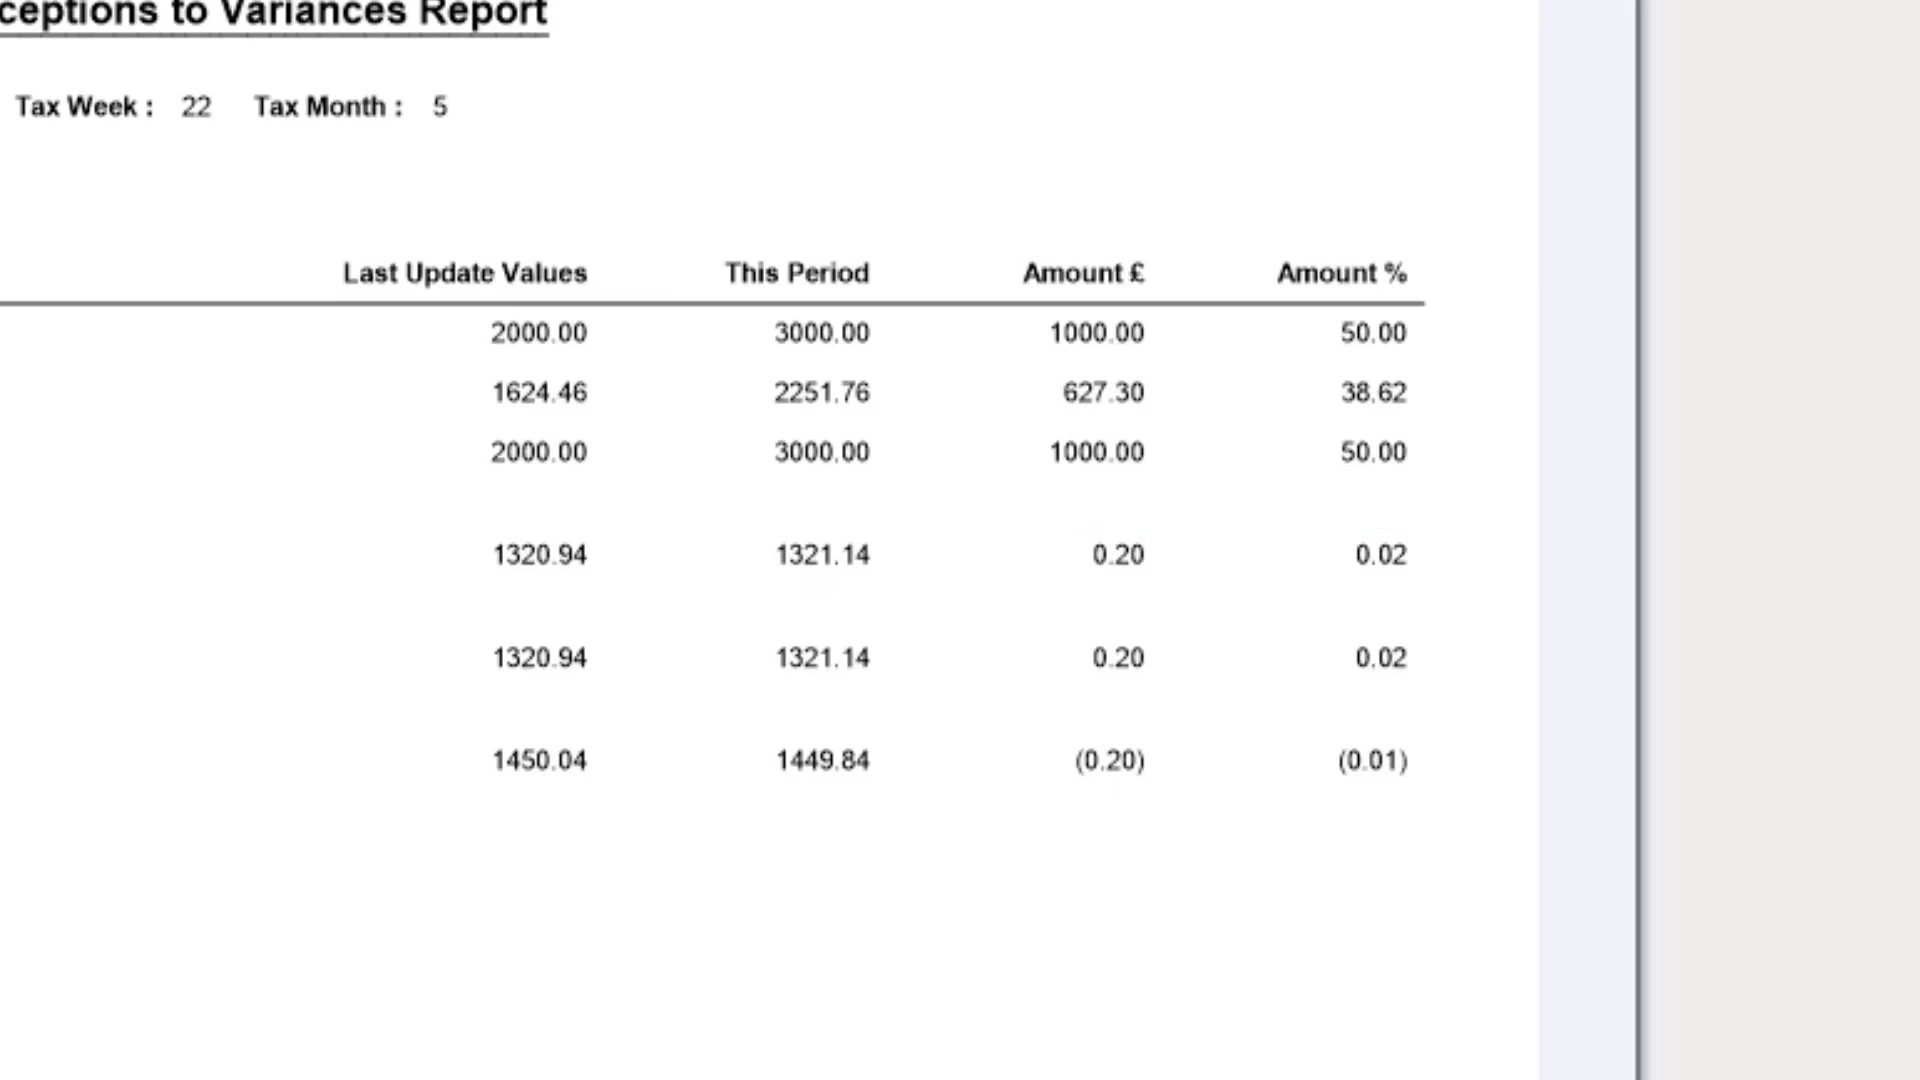 ceptions to Variances Report
Tax Week : 22 Tax Month : 5
Last Update Values This Period Amount £ Amount %
2000.00 3000.00 1000.00 50.00
1624.46 2251.76 627.30 38.62
2000.00 3000.00 1000.00 50.00
1320.94 1321.14 0.20 0.02
1320.94 1321.14 0.20 0.02
1450.04 1449.84 (0.20) (0.01)